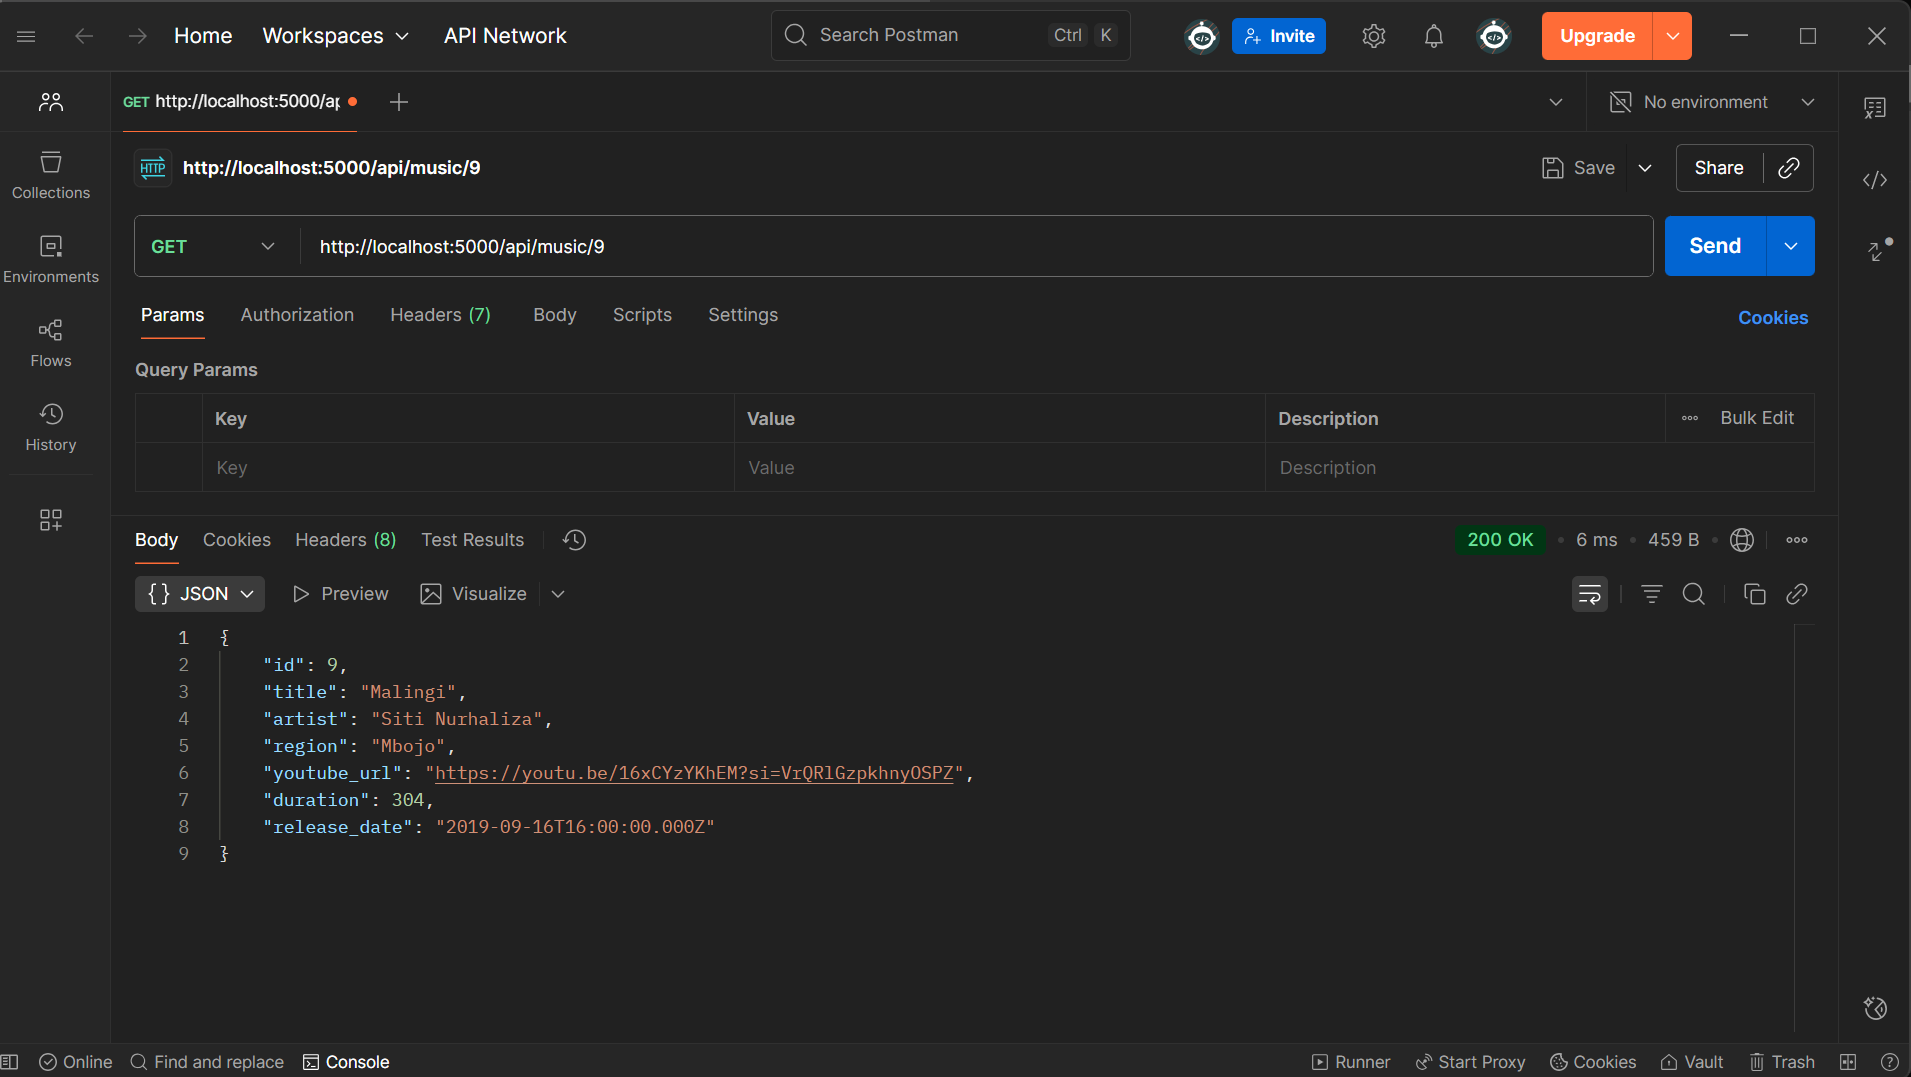 Home Workspaces API Network Search Postman Ctrl K Invite Upgrade
GET http://localhost:5000/ap No environment
HTTP http://localhost:5000/api/music/9 Save Share
Collections
Environments
Flows
History
GET http://localhost:5000/api/music/9 Send
Params Authorization Headers (7) Body Scripts Settings Cookies
Query Params
Key Value Description Bulk Edit
Key Value Description
Body Cookies Headers (8) Test Results 200 OK 6 ms 459 B
{} JSON Preview Visualize
1 {
2 "id": 9,
3 "title": "Malingi",
4 "artist": "Siti Nurhaliza",
5 "region": "Mbojo",
6 "youtube_url": "https://youtu.be/16xCYzYKhEM?si=VrQRlGzpkhnyOSPZ",
7 "duration": 304,
8 "release_date": "2019-09-16T16:00:00.000Z"
9 }
Online Find and replace Console Runner Start Proxy Cookies Vault Trash